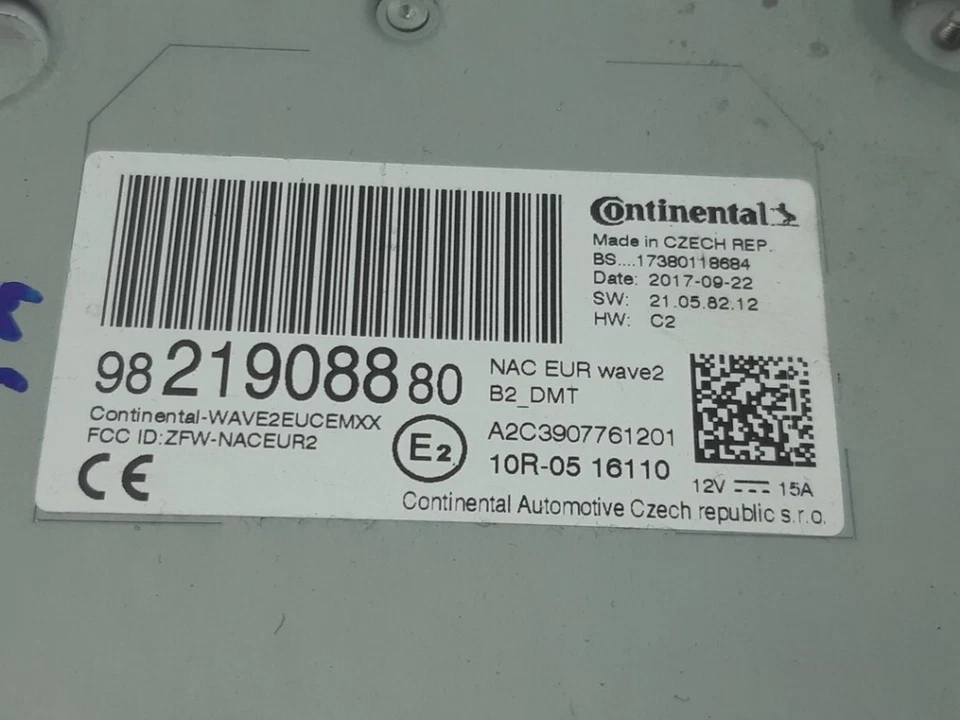 Continental
Made in CZECH REP.
BS....17380118684
Date: 2017-09-22
SW: 21.05.82.12
HW: C2
98 219088 80
NAC EUR wave2
B2_DMT
Continental-WAVE2EUCEMXX
FCC ID:ZFW-NACEUR2
CE
E2
A2C3907761201
10R-05 16110
12V 15A
Continental Automotive Czech republic s.r.o.